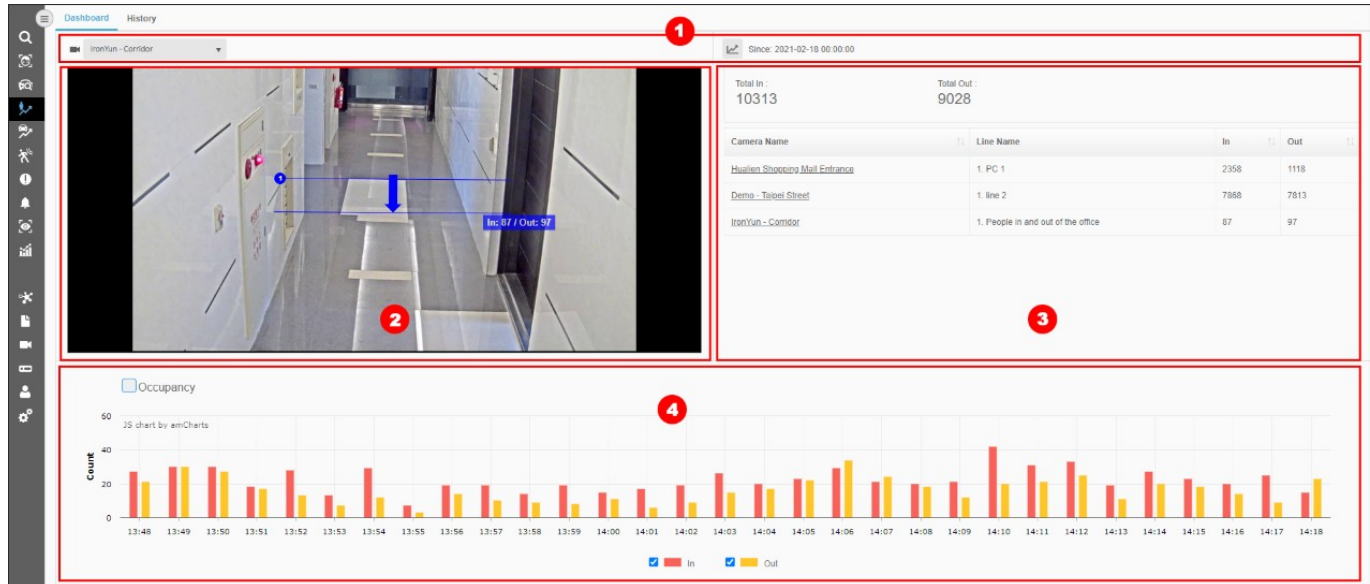 Dashboard History
1
IronYun - Corridor
Since: 2021-02-18 00:00:00
Total In :
10313
Total Out :
9028
Camera Name Line Name In Out
Hualien Shopping Mall Entrance 1. PC 1 2358 1118
Demo - Taipei Street 1. line 2 7868 7813
IronYun - Corridor 1. People in and out of the office 87 97
1
In: 87 / Out: 97
2
3
Occupancy
4
JS chart by amCharts
Count
60
40
20
0
13:48 13:49 13:50 13:51 13:52 13:53 13:54 13:55 13:56 13:57 13:58 13:59 14:00 14:01 14:02 14:03 14:04 14:05 14:06 14:07 14:08 14:09 14:10 14:11 14:12 14:13 14:14 14:15 14:16 14:17 14:18
In Out